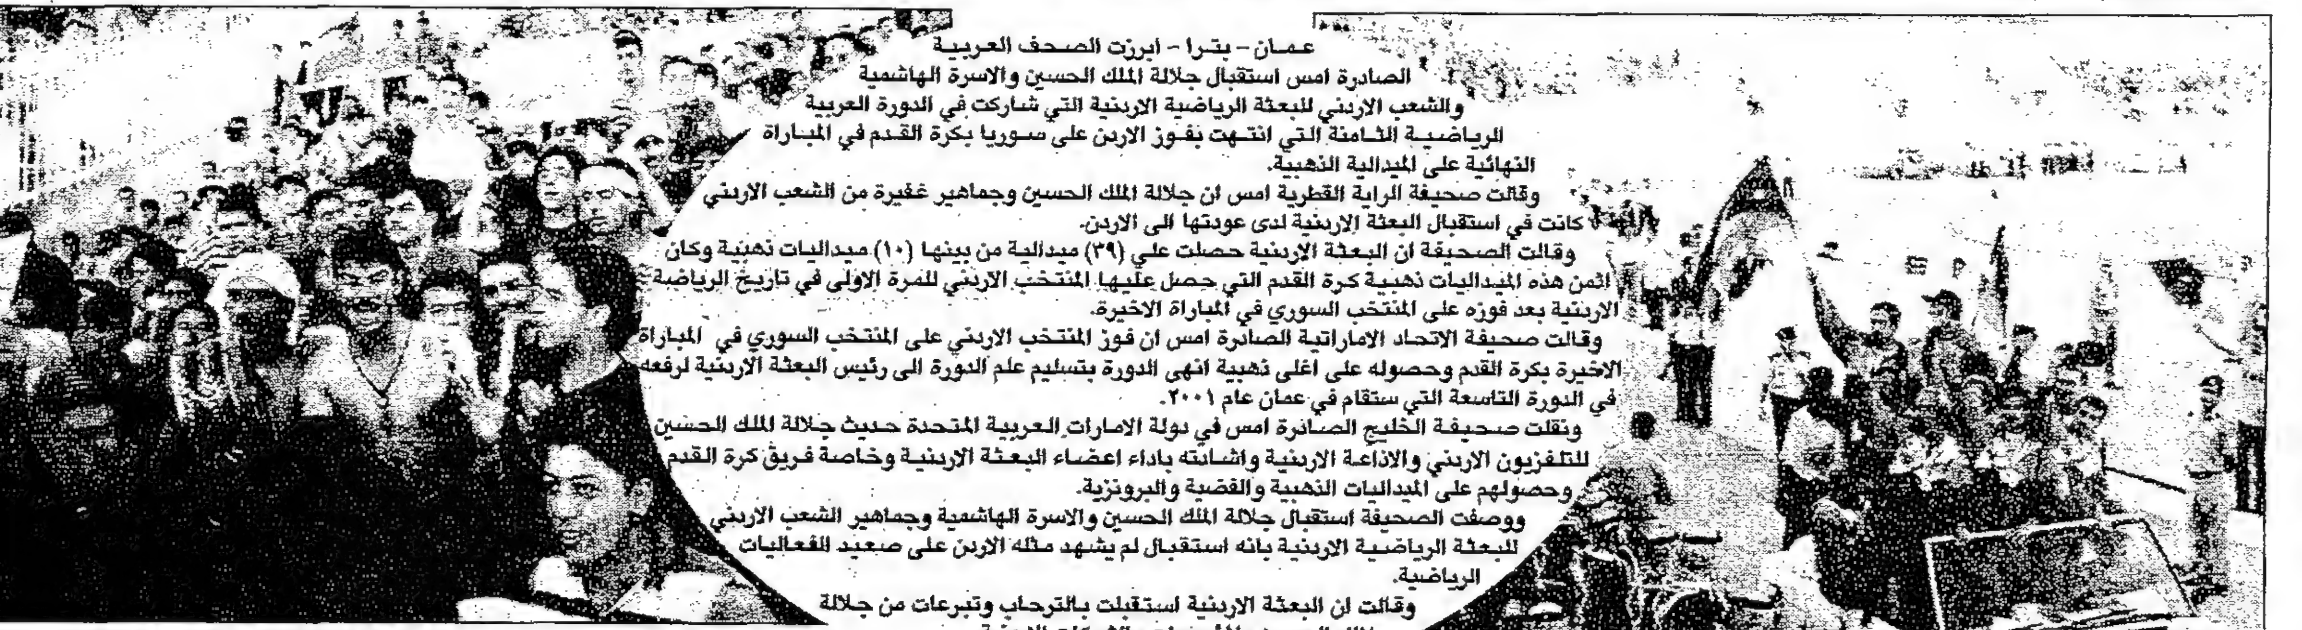 عمان - بترا - ابرزت الصحف العربية
الصادرة امس استقبال جلالة الملك الحسين والاسرة الهاشمية
والشعب الاردني للبعثة الرياضية الاردنية التي شاركت في الدورة العربية
الرياضية الثامنة التي انتهت بفوز الاردن على سوريا بكرة القدم في المباراة
النهائية على الميدالية الذهبية.
وقالت صحيفة الراية القطرية امس ان جلالة الملك الحسين وجماهير غفيرة من الشعب الاردني
كانت في استقبال البعثة الاردنية لدى عودتها الى الاردن.
وقالت الصحيفة ان البعثة الاردنية حصلت على (٣٩) ميدالية من بينها (١٠) ميداليات ذهبية وكان
اثمن هذه الميداليات ذهبية كرة القدم التي حصل عليها المنتخب الاردني للمرة الاولى في تاريخ الرياضة
الاردنية بعد فوزه على المنتخب السوري في المباراة الاخيرة.
وقالت صحيفة الاتحاد الاماراتية الصادرة امس ان فوز المنتخب الاردني على المنتخب السوري في المباراة
الاخيرة بكرة القدم وحصوله على اغلى ذهبية انهى الدورة بتسليم علم الدورة الى رئيس البعثة الاردنية لرفعه
في الدورة التاسعة التي ستقام في عمان عام ٢٠٠١.
ونقلت صحيفة الخليج الصادرة امس في دولة الامارات العربية المتحدة حديث جلالة الملك الحسين
للتلفزيون الاردني والاذاعة الاردنية واشادته باداء اعضاء البعثة الاردنية وخاصة فريق كرة القدم
وحصولهم على الميداليات الذهبية والفضية والبرونزية.
ووصفت الصحيفة استقبال جلالة الملك الحسين والاسرة الهاشمية وجماهير الشعب الاردني
للبعثة الرياضية الاردنية بانه استقبال لم يشهد مثله الاردن على صعيد الفعاليات
الرياضية.
وقالت ان البعثة الاردنية استقبلت بالترحاب وتبرعات من جلالة